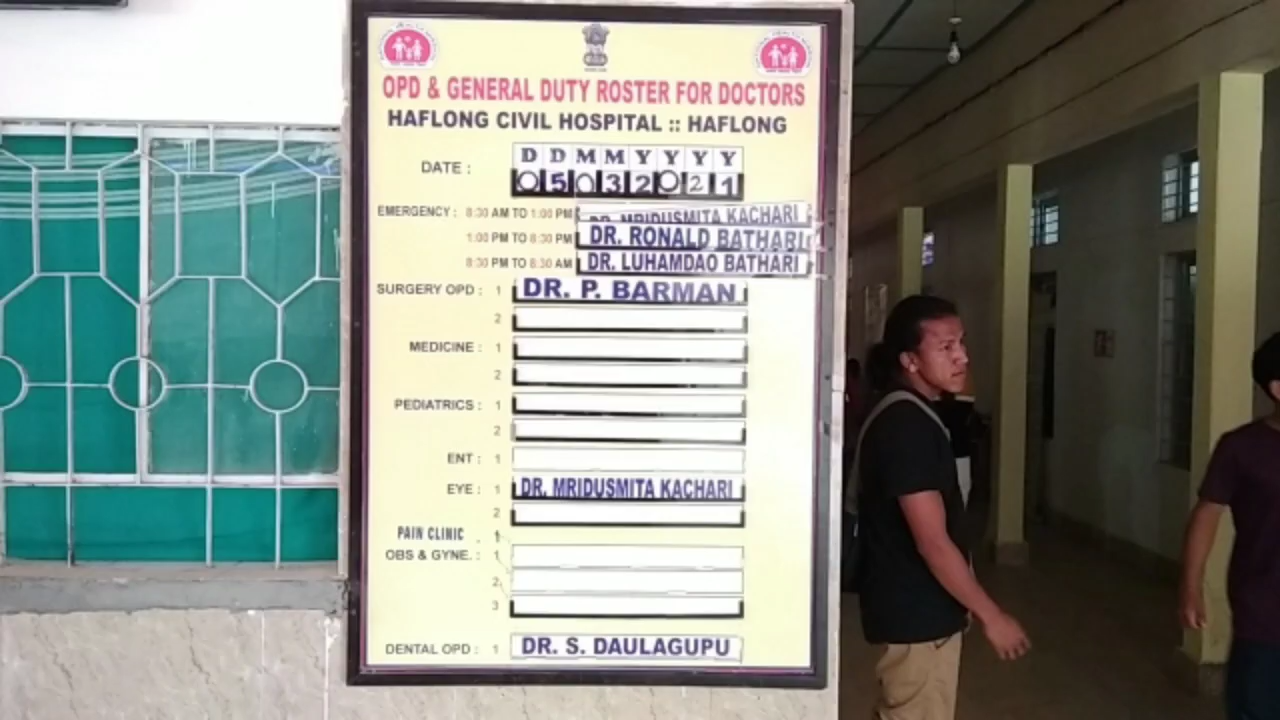 OPD & GENERAL DUTY ROSTER FOR DOCTORS
HAFLONG CIVIL HOSPITAL :: HAFLONG
D D M M Y Y Y Y
DATE : 0 5 0 3 2 0 2 1
EMERGENCY : 8:30 AM TO 1:00 PM DR. MRIDUSMITA KACHARI
1:00 PM TO 8:30 PM DR. RONALD BATHARI
8:30 PM TO 8:30 AM DR. LUHAMDAO BATHARI
SURGERY OPD : 1 DR. P. BARMAN
2
MEDICINE : 1
2
PEDIATRICS : 1
2
ENT : 1
EYE : 1 DR. MRIDUSMITA KACHARI
2
PAIN CLINIC . 1
OBS & GYNE. : 1
2
3
DENTAL OPD : 1 DR. S. DAULAGUPU